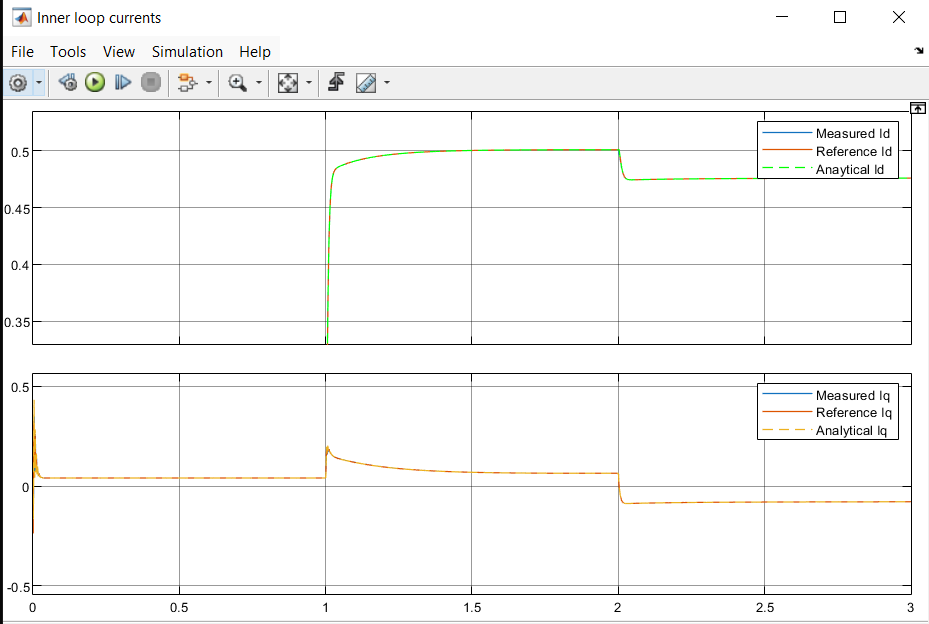 Inner loop currents
File Tools View Simulation Help
Measured Id
Reference Id
Anaytical Id
0.5
0.45
0.4
0.35
Measured Iq
Reference Iq
Analytical Iq
0.5
0
-0.5
0 0.5 1 1.5 2 2.5 3